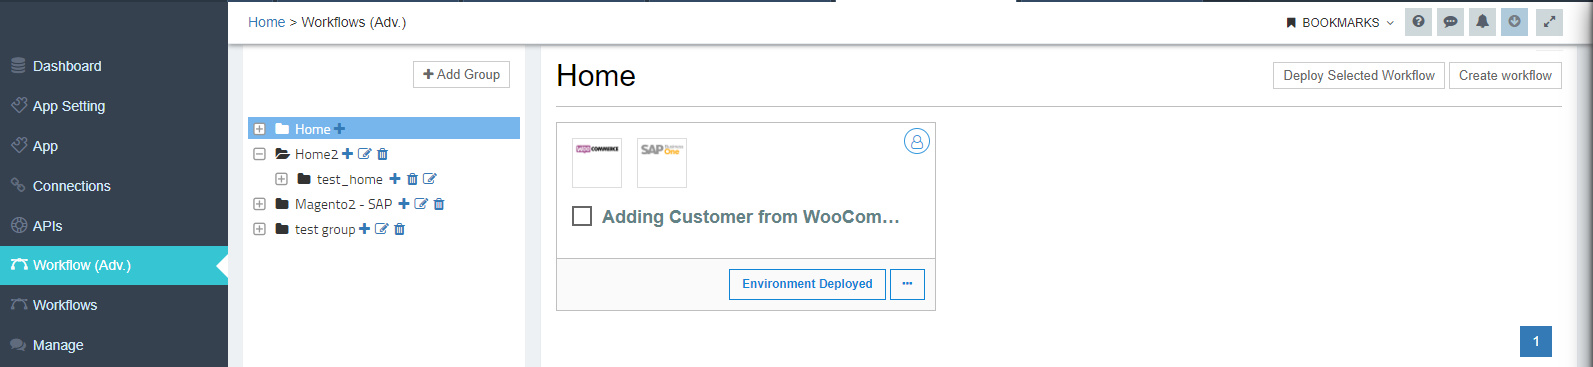 Home > Workflows (Adv.)
BOOKMARKS
Dashboard
App Setting
App
Connections
APIs
Workflow (Adv.)
Workflows
Manage
Add Group
Home
Home2
test_home
Magento2 - SAP
test group
Home
Deploy Selected Workflow
Create workflow
WOO COMMERCE
SAP Business One
Adding Customer from WooCom...
Environment Deployed
...
1